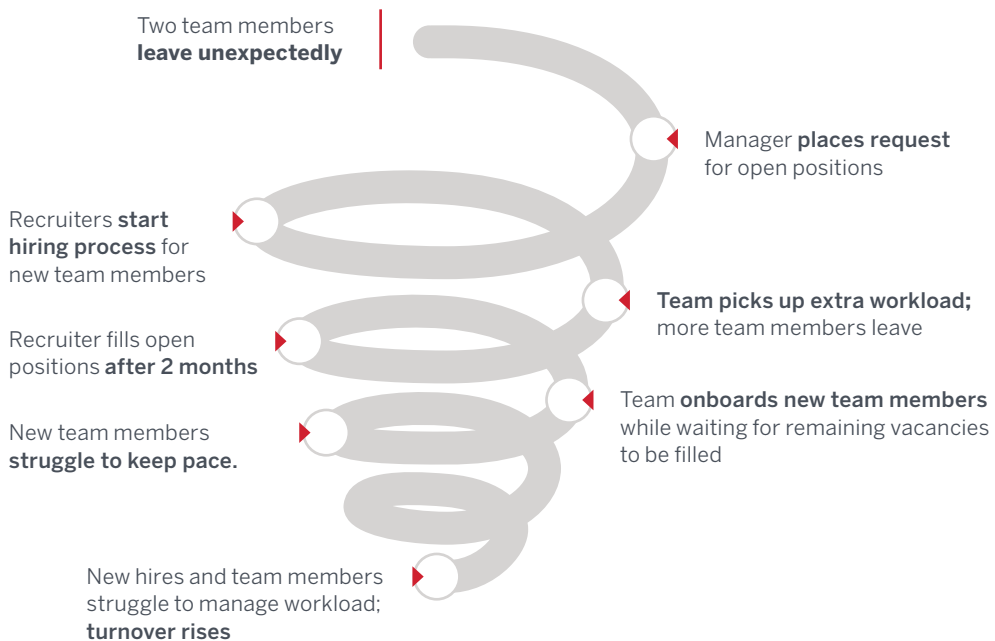 Two team members
leave unexpectedly
Manager places request
for open positions
Recruiters start
hiring process for
new team members
Team picks up extra workload;
more team members leave
Recruiter fills open
positions after 2 months
Team onboards new team members
while waiting for remaining vacancies
to be filled
New team members
struggle to keep pace.
New hires and team members
struggle to manage workload;
turnover rises